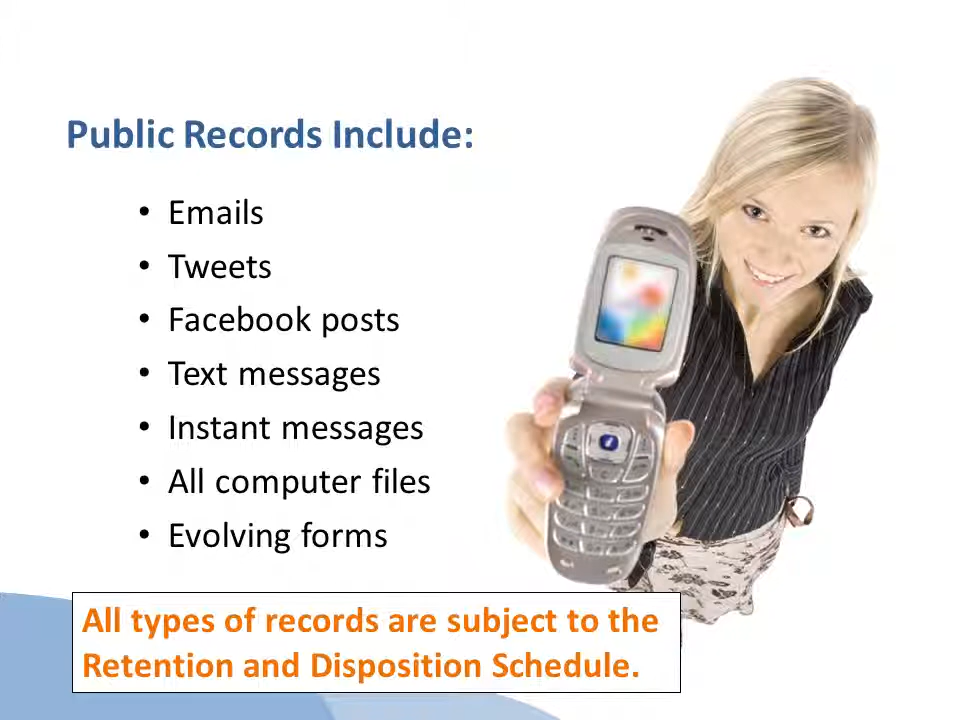 Public Records Include:
• Emails
• Tweets
• Facebook posts
• Text messages
• Instant messages
• All computer files
• Evolving forms
All types of records are subject to the
Retention and Disposition Schedule.